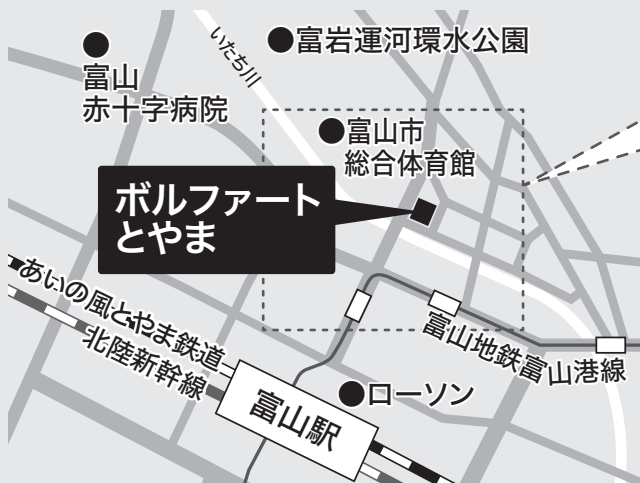 富岩運河環水公園
いたち川
富山
赤十字病院
富山市
総合体育館
ボルファート
とやま
あいの風とやま鉄道
北陸新幹線
富山地鉄富山港線
ローソン
富山駅